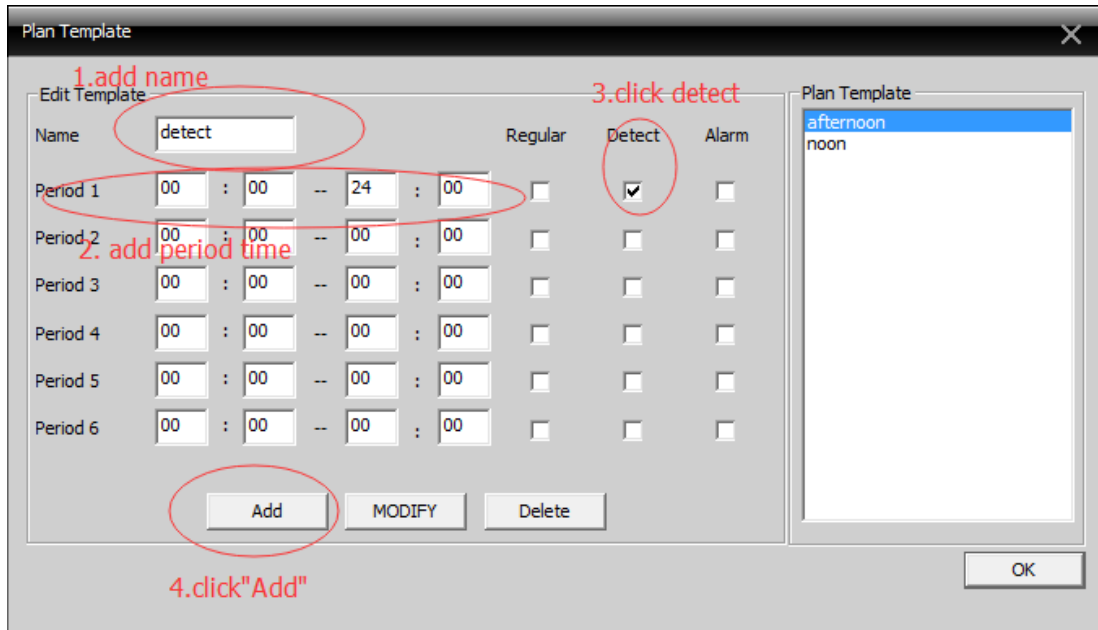 Plan Template
1.add name
Edit Template
3.click detect
Plan Template
Name detect Regular Detect Alarm
afternoon
noon
Period 1 00 : 00 -- 24 : 00
Period 2 00 : 00 -- 00 : 00
2. add period time
Period 3 00 : 00 -- 00 : 00
Period 4 00 : 00 -- 00 : 00
Period 5 00 : 00 -- 00 : 00
Period 6 00 : 00 -- 00 : 00
Add MODIFY Delete
OK
4.click"Add"